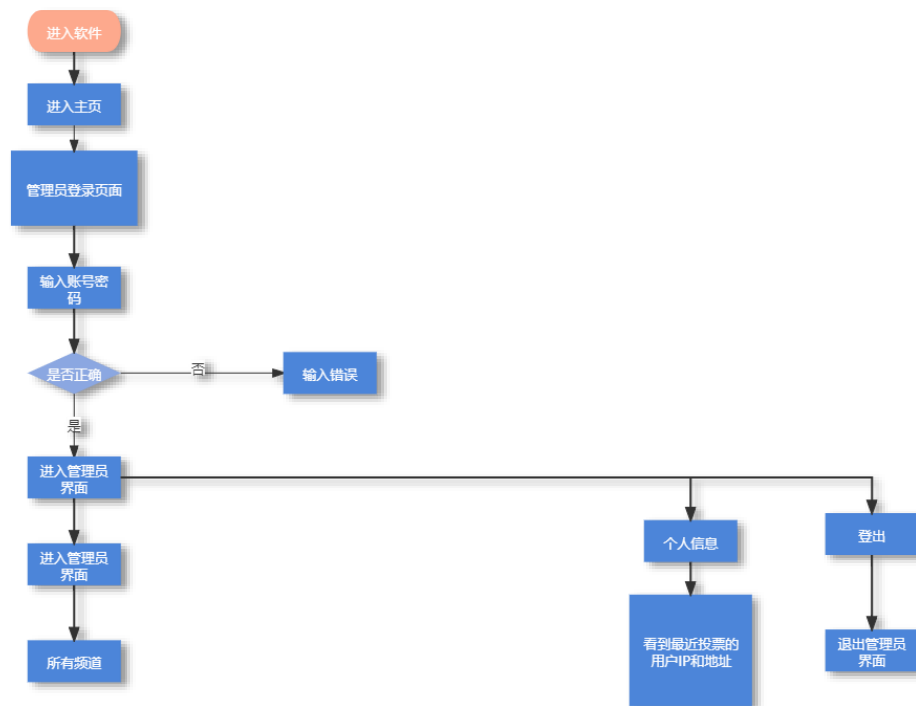 进入软件
进入主页
管理员登录页面
输入账号密
码
是否正确
否
输入错误
是
进入管理员
界面
进入管理员
界面
所有频道
个人信息
看到最近投票的
用户IP和地址
登出
退出管理员
界面